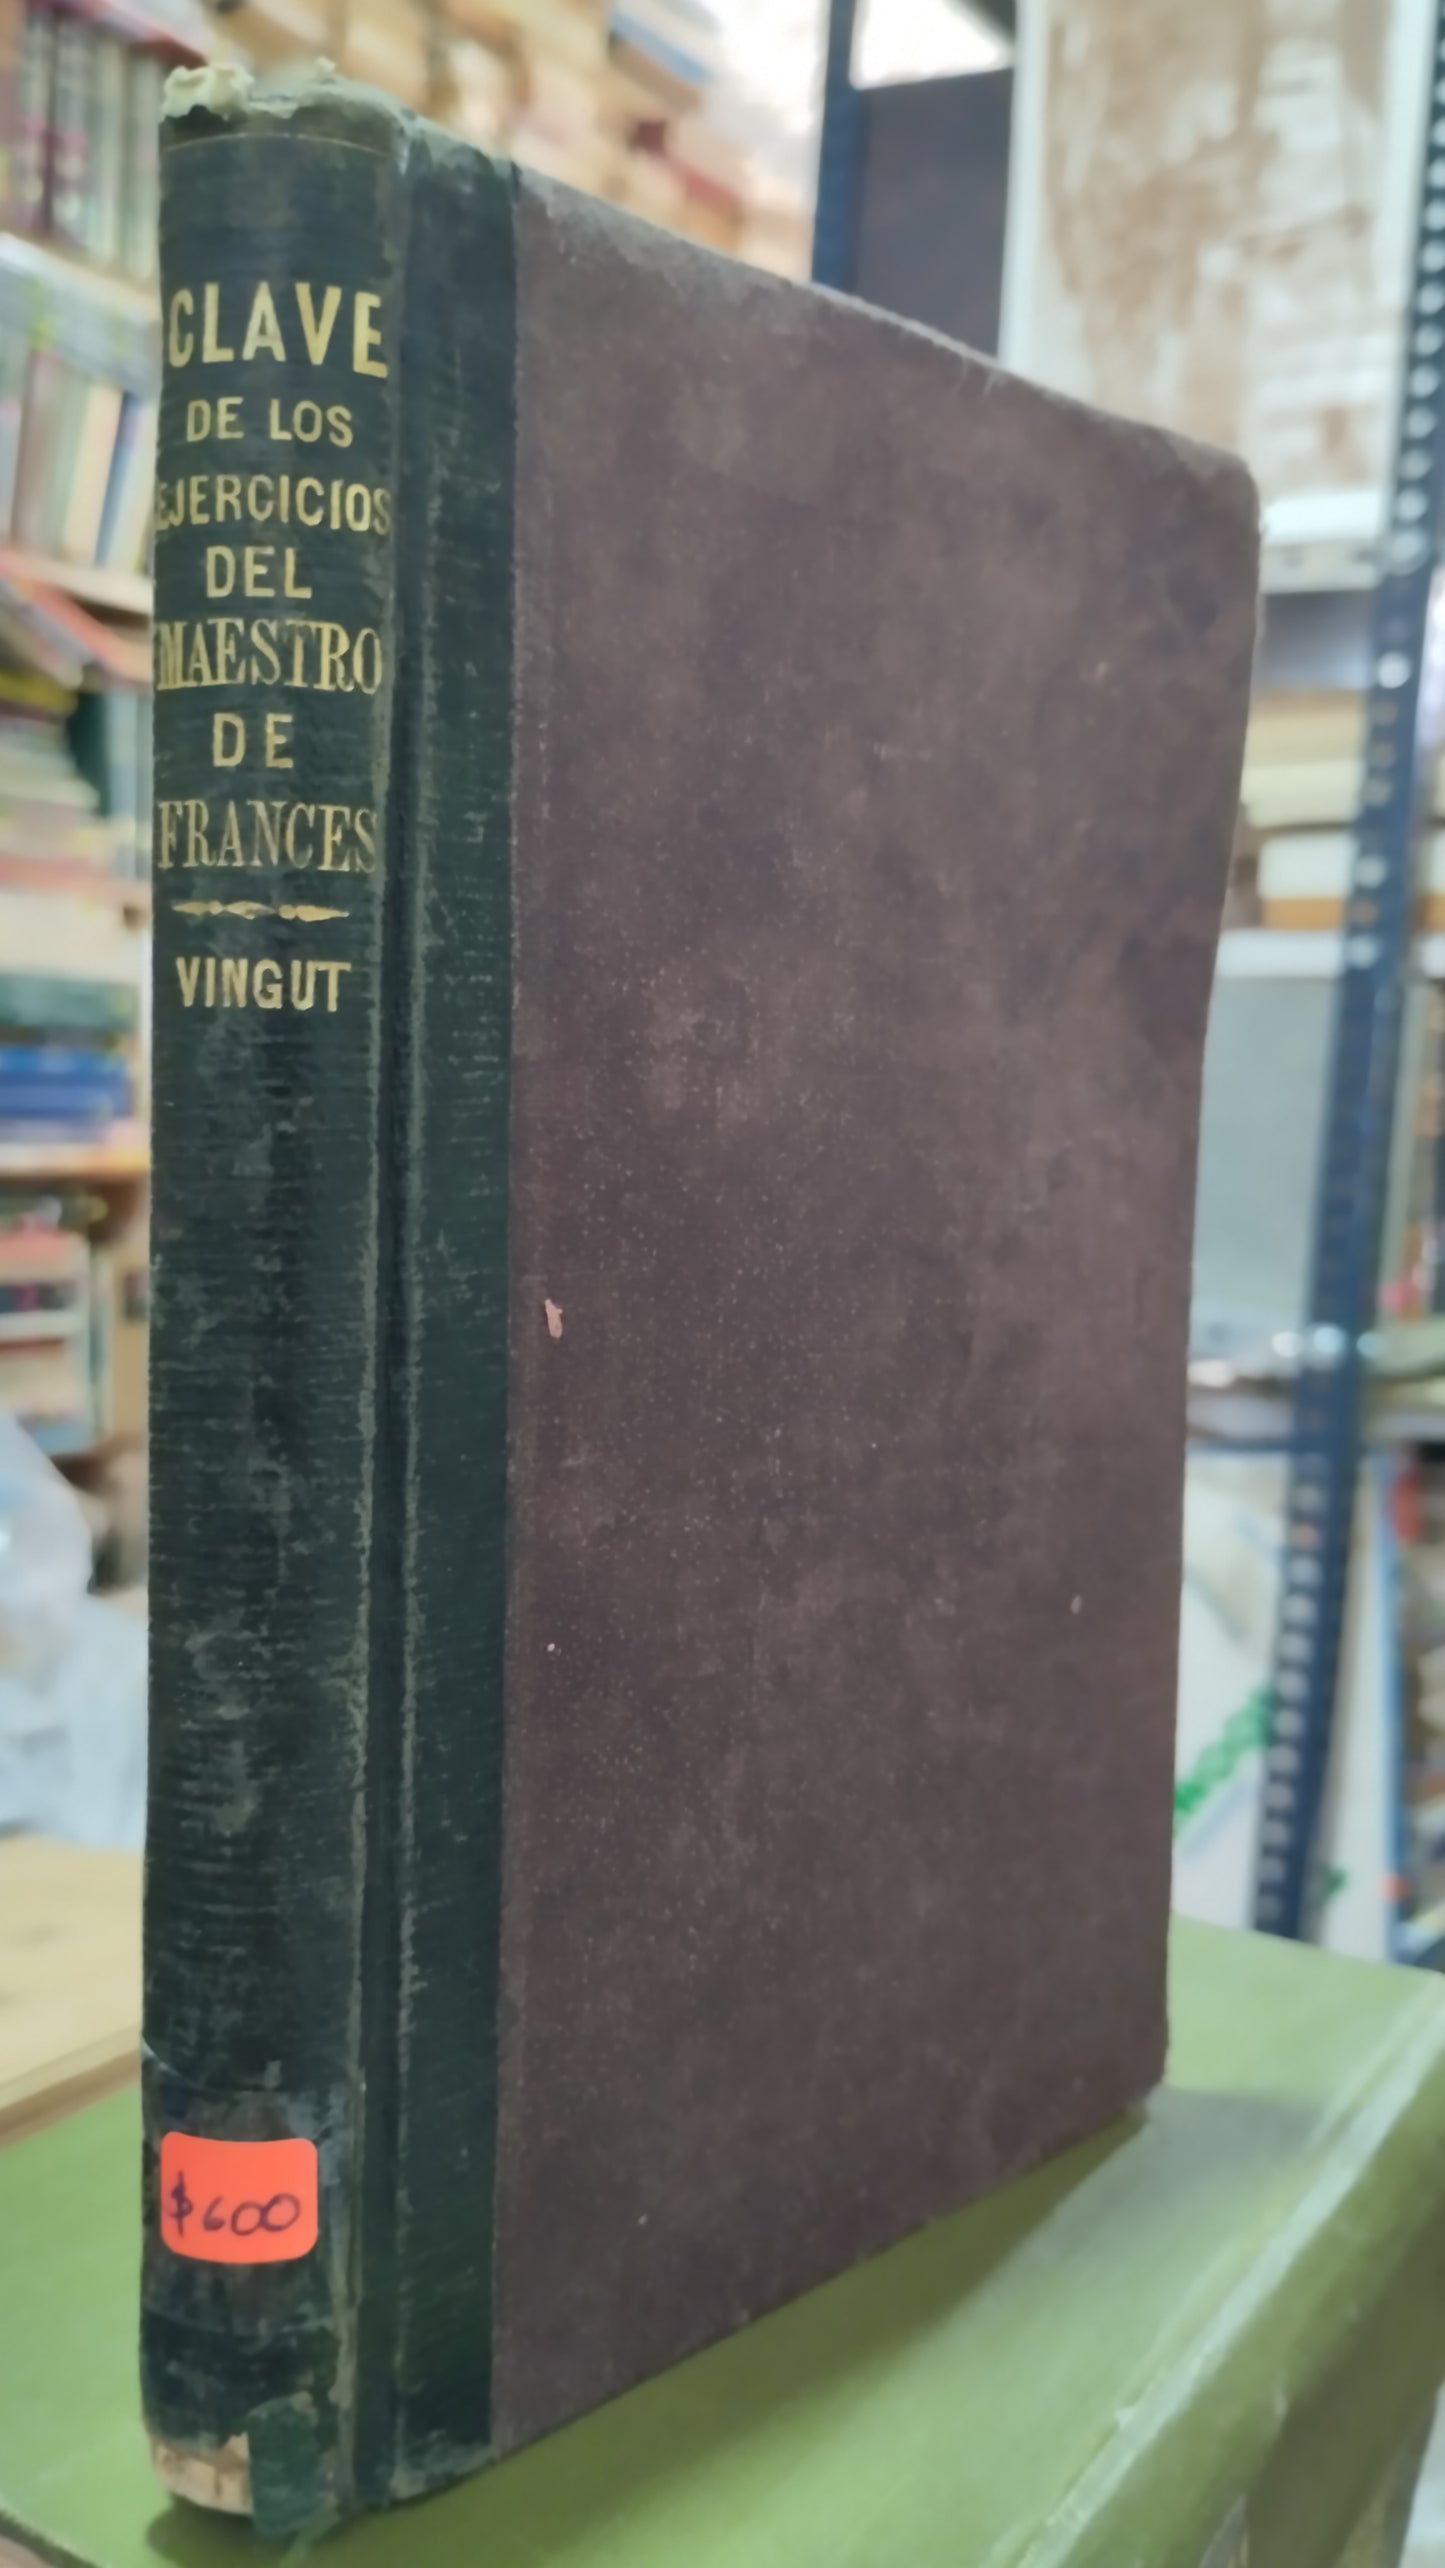 CLAVE
DE LOS
EJERCICIOS
DEL
MAESTRO
DE
FRANCES
VINGUT
$600